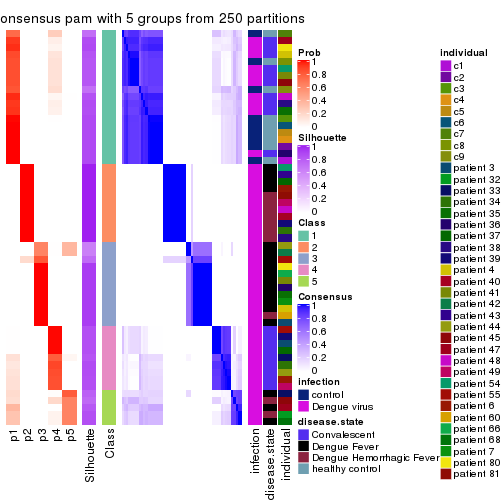 onsensus pam with 5 groups from 250 partitions
Prob
1
0.8
0.6
0.4
0.2
0
Silhouette
1
0.8
0.6
0.4
0.2
0
Class
1
2
3
4
5
Consensus
1
0.8
0.6
0.4
0.2
0
infection
control
Dengue virus
disease.state
Convalescent
Dengue Fever
Dengue Hemorrhagic Fever
healthy control
individual
c1
c2
c3
c4
c5
c6
c7
c8
c9
patient 3
patient 32
patient 33
patient 34
patient 35
patient 36
patient 37
patient 38
patient 39
patient 4
patient 40
patient 41
patient 42
patient 43
patient 44
patient 45
patient 47
patient 48
patient 49
patient 54
patient 55
patient 6
patient 60
patient 66
patient 68
patient 7
patient 80
patient 81
p1
p2
p3
p4
p5
Silhouette
Class
infection
disease.state
individual